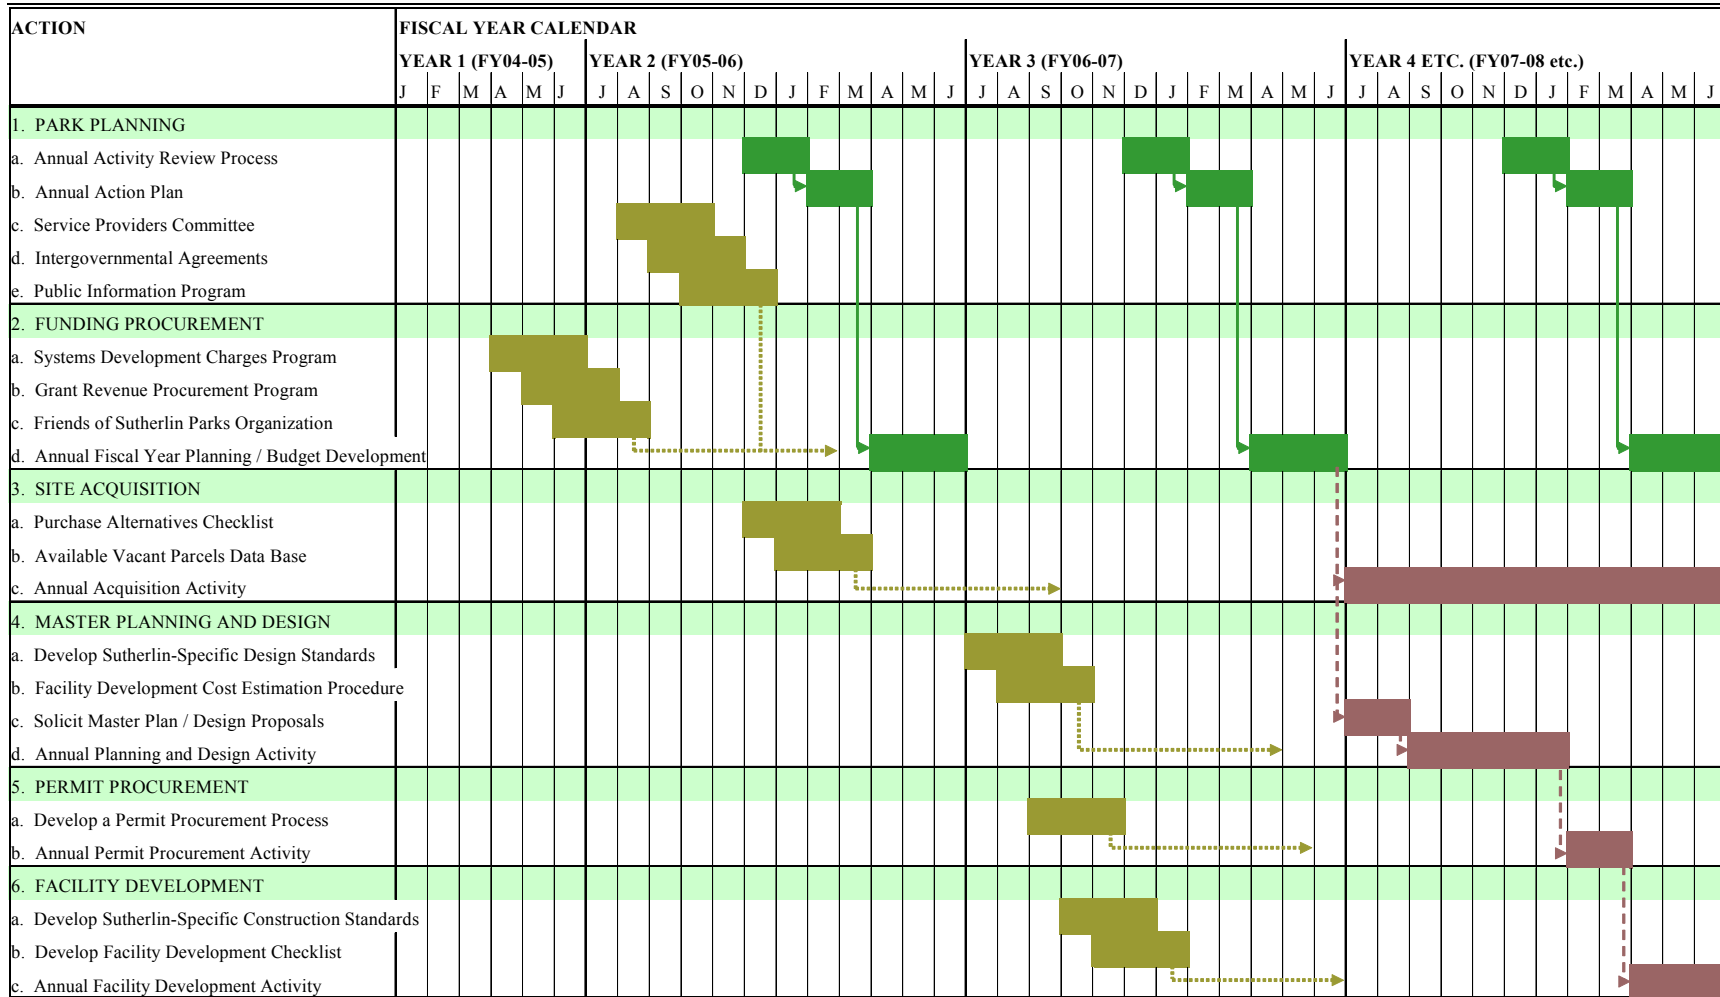 ACTION FISCAL YEAR CALENDAR
YEAR 1 (FY04-05) YEAR 2 (FY05-06) YEAR 3 (FY06-07) YEAR 4 ETC. (FY07-08 etc.)
J F M A M J J A S O N D J F M A M J J A S O N D J F M A M J J A S O N D J F M A M J
1. PARK PLANNING
a. Annual Activity Review Process
b. Annual Action Plan
c. Service Providers Committee
d. Intergovernmental Agreements
e. Public Information Program
2. FUNDING PROCUREMENT
a. Systems Development Charges Program
b. Grant Revenue Procurement Program
c. Friends of Sutherlin Parks Organization
d. Annual Fiscal Year Planning / Budget Development
3. SITE ACQUISITION
a. Purchase Alternatives Checklist
b. Available Vacant Parcels Data Base
c. Annual Acquisition Activity
4. MASTER PLANNING AND DESIGN
a. Develop Sutherlin-Specific Design Standards
b. Facility Development Cost Estimation Procedure
c. Solicit Master Plan / Design Proposals
d. Annual Planning and Design Activity
5. PERMIT PROCUREMENT
a. Develop a Permit Procurement Process
b. Annual Permit Procurement Activity
6. FACILITY DEVELOPMENT
a. Develop Sutherlin-Specific Construction Standards
b. Develop Facility Development Checklist
c. Annual Facility Development Activity